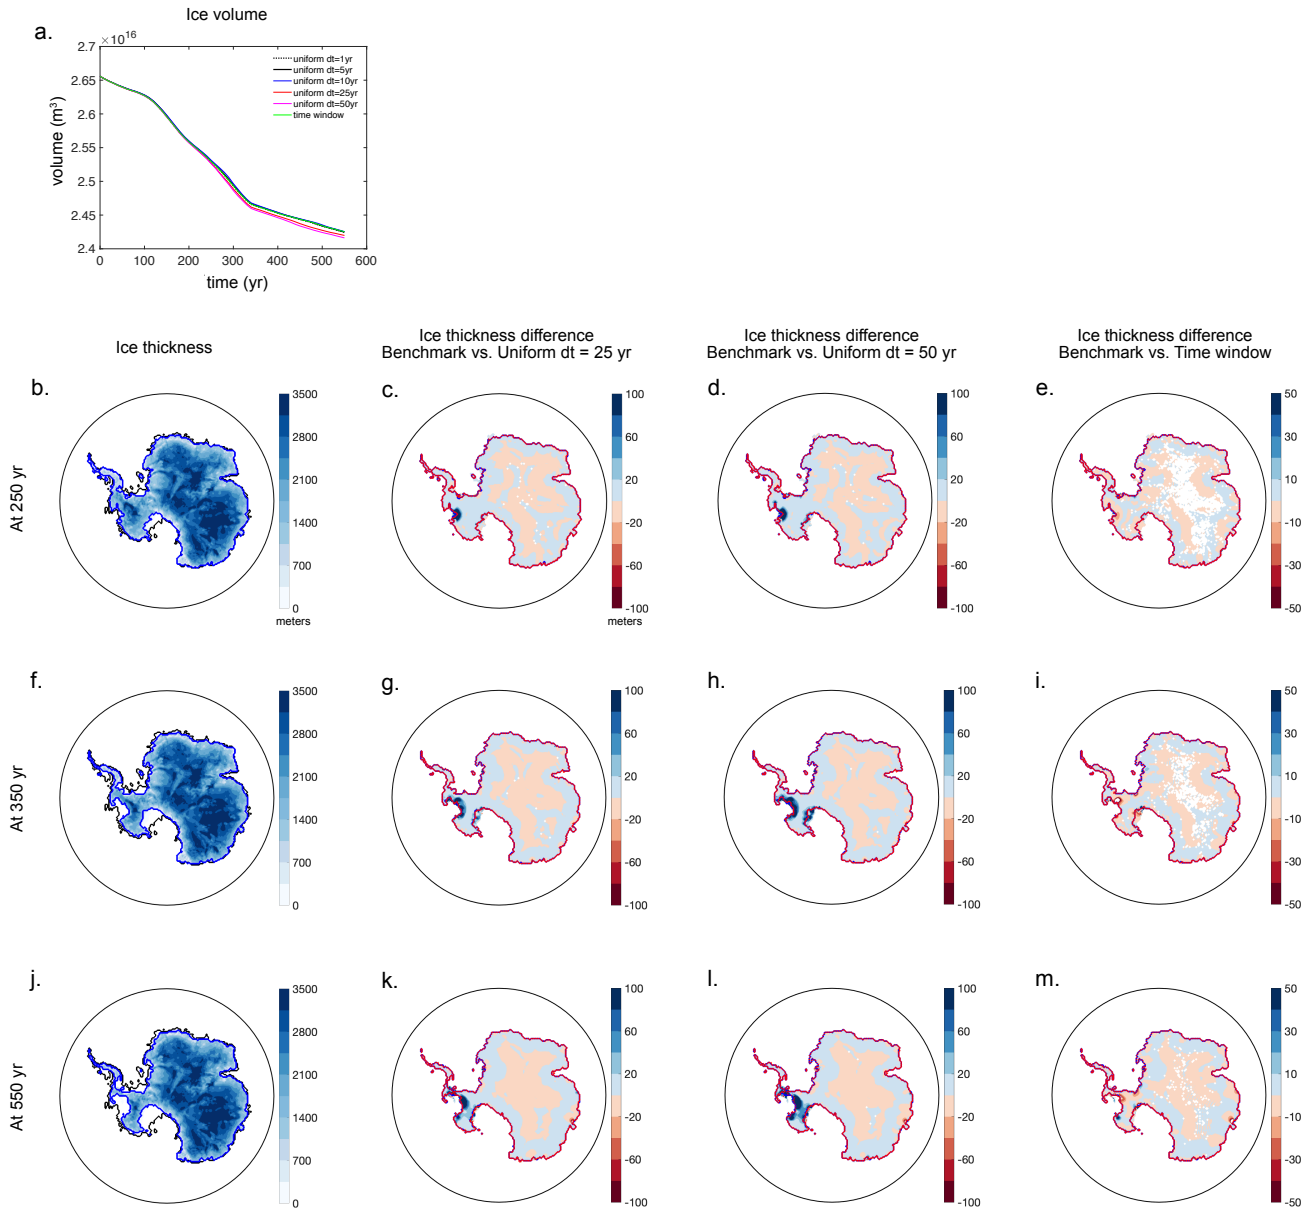 Ice volume
a.
×10^16
2.7
2.65
2.6
2.55
2.5
2.45
2.4
volume (m³)
uniform dt=1yr
uniform dt=5yr
uniform dt=10yr
uniform dt=25yr
uniform dt=50yr
time window
0 100 200 300 400 500 600
time (yr)
Ice thickness
Ice thickness difference
Benchmark vs. Uniform dt = 25 yr
Ice thickness difference
Benchmark vs. Uniform dt = 50 yr
Ice thickness difference
Benchmark vs. Time window
At 250 yr
b.
3500
2800
2100
1400
700
0
meters
c.
100
60
20
-20
-60
-100
meters
d.
100
60
20
-20
-60
-100
e.
50
30
10
-10
-30
-50
At 350 yr
f.
3500
2800
2100
1400
700
0
g.
100
60
20
-20
-60
-100
h.
100
60
20
-20
-60
-100
i.
50
30
10
-10
-30
-50
At 550 yr
j.
3500
2800
2100
1400
700
0
k.
100
60
20
-20
-60
-100
l.
100
60
20
-20
-60
-100
m.
50
30
10
-10
-30
-50